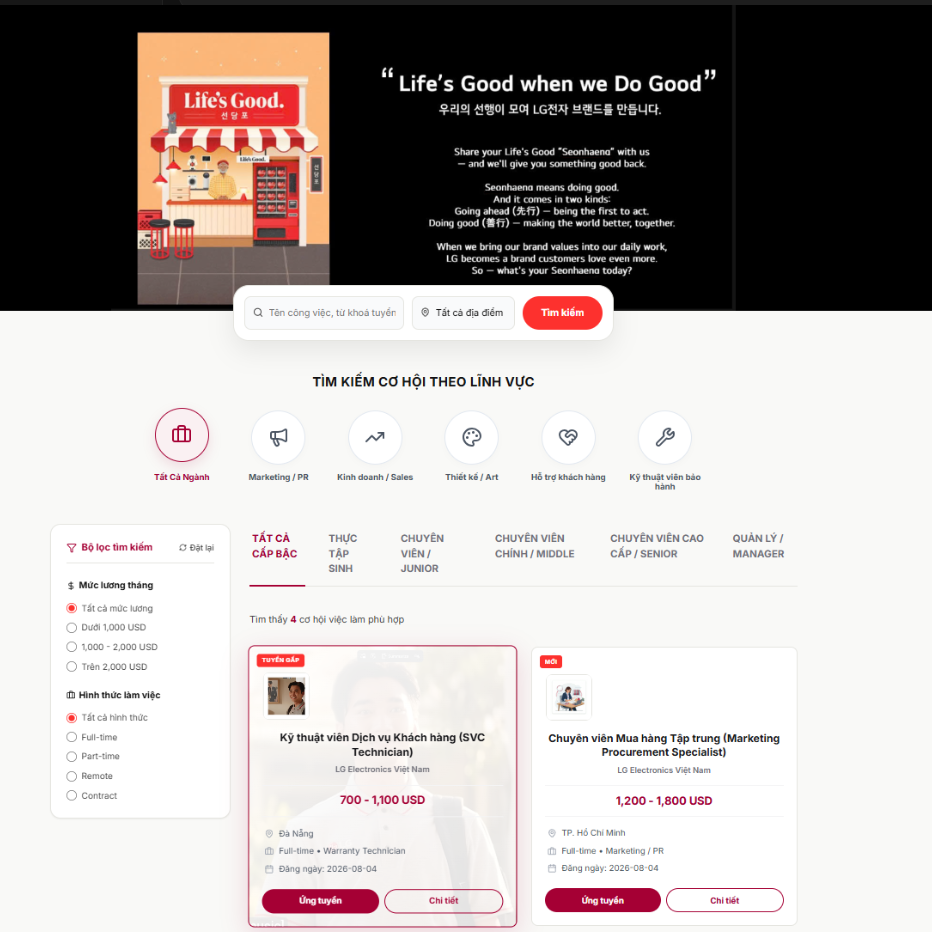 Life's Good.
선담포
Life's Good.
“Life's Good when we Do Good”
우리의 선행이 모여 LG전자 브랜드를 만듭니다.
Share your Life's Good "Seonhaeng" with us
— and we'll give you something good back.
Seonhaeng means doing good.
And it comes in two kinds:
Going ahead (先行) — being the first to act.
Doing good (善行) — making the world better, together.
When we bring our brand values into our daily work,
LG becomes a brand customers love even more.
So — what's your Seonhaeng today?
Tên công việc, từ khoá tuyển
Tất cả địa điểm
Tìm kiếm
TÌM KIẾM CƠ HỘI THEO LĨNH VỰC
Tất Cả Ngành
Marketing / PR
Kinh doanh / Sales
Thiết kế / Art
Hỗ trợ khách hàng
Kỹ thuật viên bảo
hành
Bộ lọc tìm kiếm
Đặt lại
Mức lương tháng
Tất cả mức lương
Dưới 1,000 USD
1,000 - 2,000 USD
Trên 2,000 USD
Hình thức làm việc
Tất cả hình thức
Full-time
Part-time
Remote
Contract
TẤT CẢ
CẤP BẬC
THỰC
TẬP
SINH
CHUYÊN
VIÊN /
JUNIOR
CHUYÊN VIÊN
CHÍNH / MIDDLE
CHUYÊN VIÊN CAO
CẤP / SENIOR
QUẢN LÝ /
MANAGER
Tìm thấy 4 cơ hội việc làm phù hợp
TUYỂN GẤP
Kỹ thuật viên Dịch vụ Khách hàng (SVC
Technician)
LG Electronics Việt Nam
700 - 1,100 USD
Đà Nẵng
Full-time • Warranty Technician
Đăng ngày: 2026-08-04
Ứng tuyển
Chi tiết
MỚI
Chuyên viên Mua hàng Tập trung (Marketing
Procurement Specialist)
LG Electronics Việt Nam
1,200 - 1,800 USD
TP. Hồ Chí Minh
Full-time • Marketing / PR
Đăng ngày: 2026-08-04
Ứng tuyển
Chi tiết